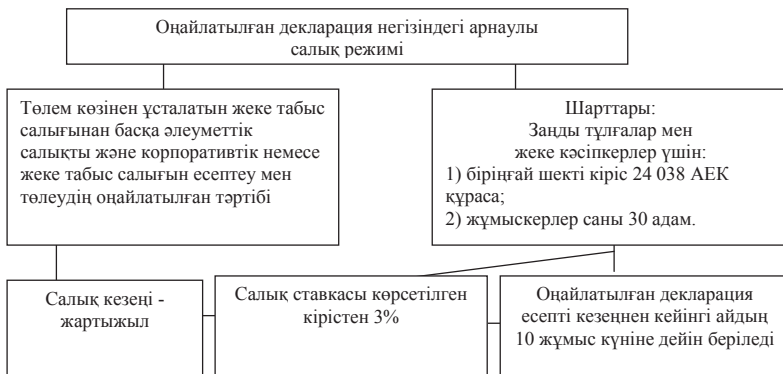 Оңайлатылған декларация негізіндегі арнаулы
салық режимі
Төлем көзінен ұсталатын жеке табыс
салығынан басқа әлеуметтік
салықты және корпоративтік немесе
жеке табыс салығын есептеу мен
төлеудің оңайлатылған тәртібі
Шарттары:
Заңды тұлғалар мен
жеке кәсіпкерлер үшін:
1) біріңғай шекті кіріс 24 038 АЕК
құраса;
2) жұмыскерлер саны 30 адам.
Салық кезеңі -
жартыжыл
Салық ставкасы көрсетілген
кірістен 3%
Оңайлатылған декларация
есепті кезеңнен кейінгі айдың
10 жұмыс күніне дейін беріледі